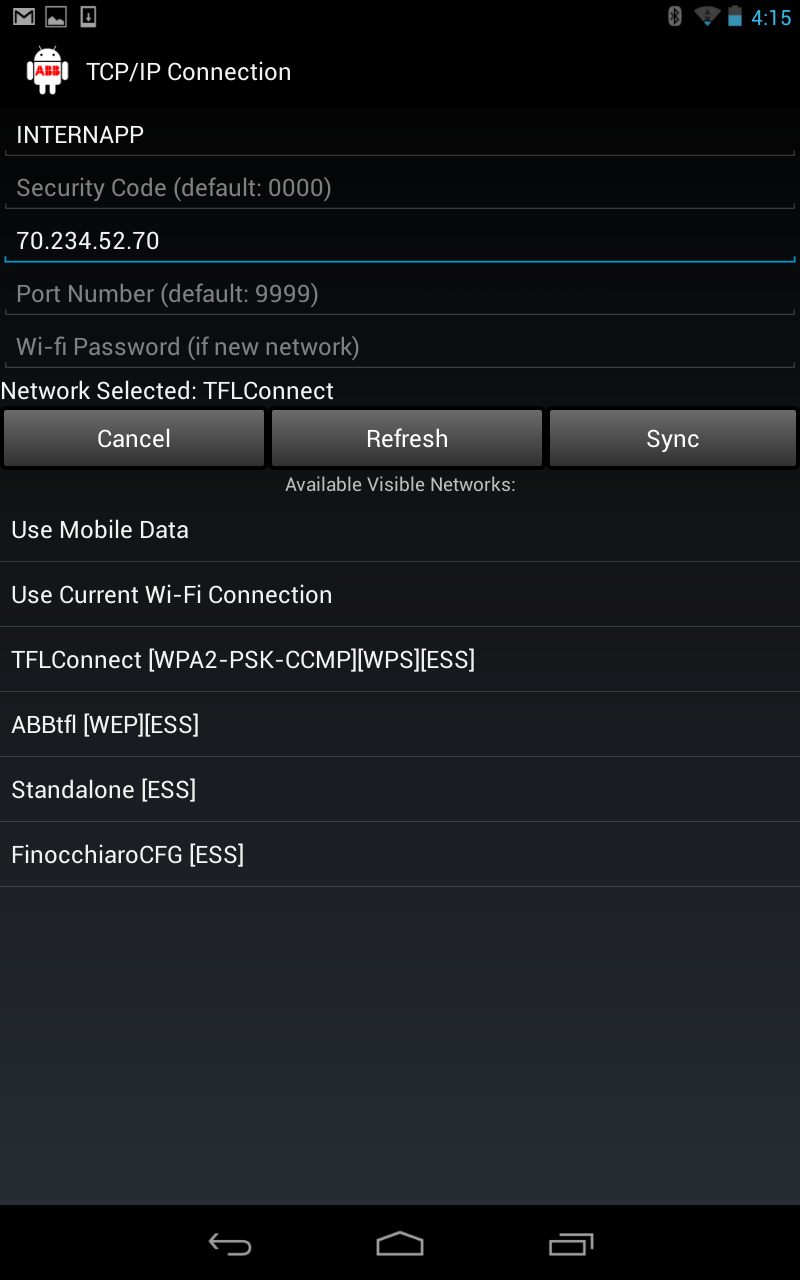 4:15
ABB
TCP/IP Connection
INTERNAPP
Security Code (default: 0000)
70.234.52.70
Port Number (default: 9999)
Wi-fi Password (if new network)
Network Selected: TFLConnect
Cancel Refresh Sync
Available Visible Networks:
Use Mobile Data
Use Current Wi-Fi Connection
TFLConnect [WPA2-PSK-CCMP][WPS][ESS]
ABBtfl [WEP][ESS]
Standalone [ESS]
FinocchiaroCFG [ESS]